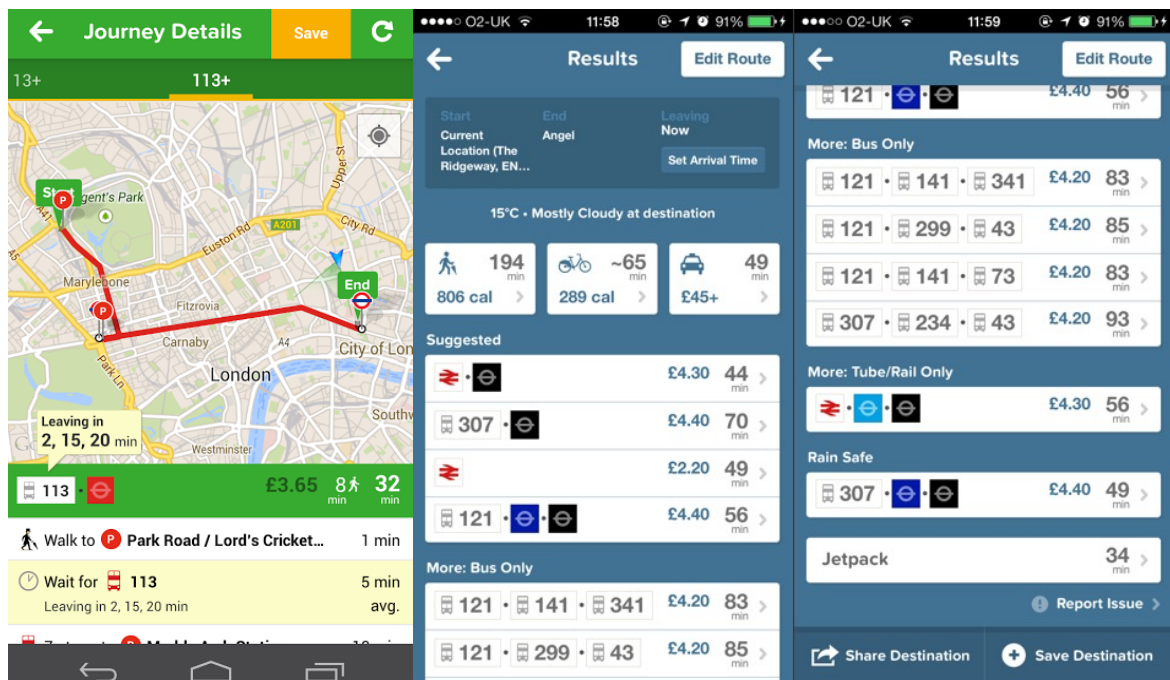 Journey Details
Save
13+
113+
Start
Regent's Park
A41
A5
Upper St
A201
City Rd
Euston Rd
End
Marylebone
Fitzrovia
Carnaby
A4
City of Lon
Park Ln
London
Southw
Westminster
Leaving in
2, 15, 20 min
113 · £3.65 8 min 32 min
Walk to P Park Road / Lord's Cricket... 1 min
Wait for 113 5 min
Leaving in 2, 15, 20 min avg.
O2-UK 11:58 91%
Results
Edit Route
Start End Leaving
Current Location (The Ridgeway, EN...
Angel
Now
Set Arrival Time
15°C • Mostly Cloudy at destination
194 min
806 cal
~65 min
289 cal
49 min
£45+
Suggested
£4.30 44 min
307 • £4.40 70 min
£2.20 49 min
121 • • £4.40 56 min
More: Bus Only
121 • 141 • 341 £4.20 83 min
121 • 299 • 43 £4.20 85 min
O2-UK 11:59 91%
Results
Edit Route
121 • • £4.40 56 min
More: Bus Only
121 • 141 • 341 £4.20 83 min
121 • 299 • 43 £4.20 85 min
121 • 141 • 73 £4.20 83 min
307 • 234 • 43 £4.20 93 min
More: Tube/Rail Only
£4.30 56 min
Rain Safe
307 • • £4.40 49 min
Jetpack 34 min
Report Issue
Share Destination
Save Destination